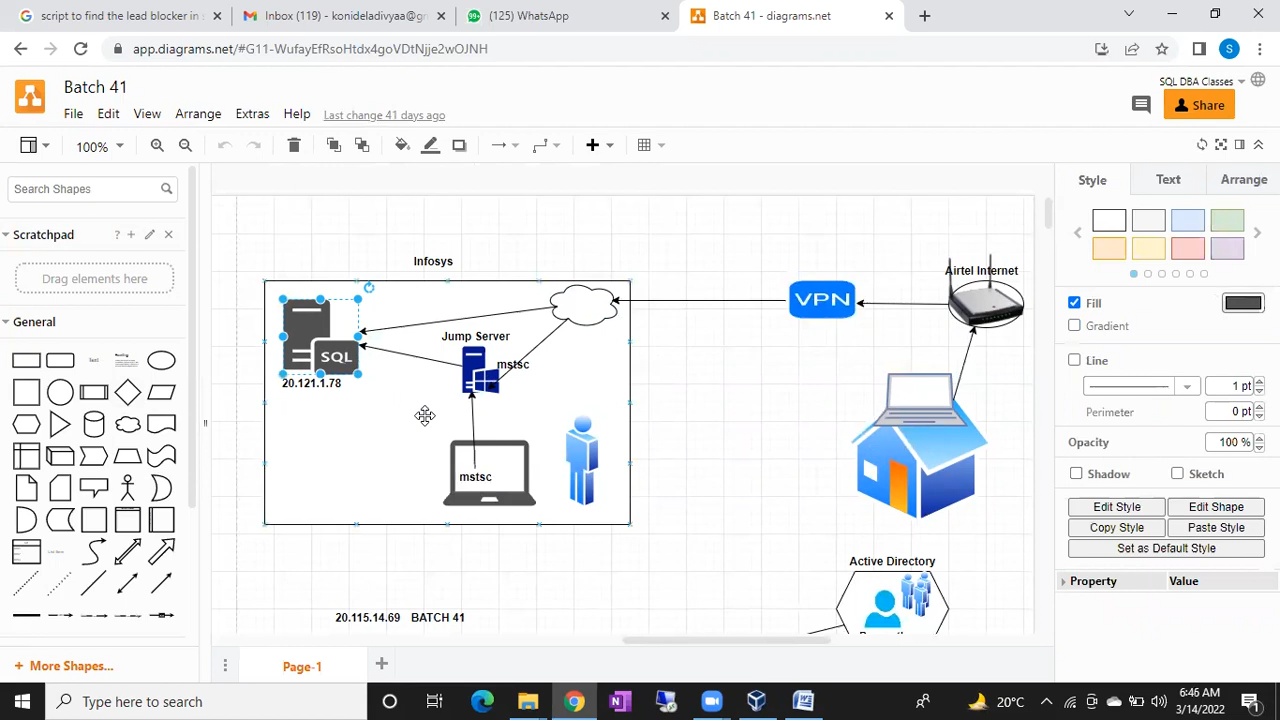 script to find the lead blocker in s
Inbox (119) - konideladivyaa@g
99+
(125) WhatsApp
Batch 41 - diagrams.net
app.diagrams.net/#G11-WufayEfRsoHtdx4goVDtNjje2wOJNH
S
Batch 41
SQL DBA Classes
File Edit View Arrange Extras Help Last change 41 days ago
Share
100%
Search Shapes
Style Text Arrange
Scratchpad
Drag elements here
General
Text
Heading
Infosys
Airtel Internet
VPN
Jump Server
mstsc
SQL
20.121.1.78
mstsc
Active Directory
20.115.14.69 BATCH 41
Fill
Gradient
Line
1 pt
Perimeter 0 pt
Opacity 100 %
Shadow Sketch
Edit Style Edit Shape
Copy Style Paste Style
Set as Default Style
Property Value
More Shapes...
Page-1
Type here to search
20°C
6:46 AM
3/14/2022
1